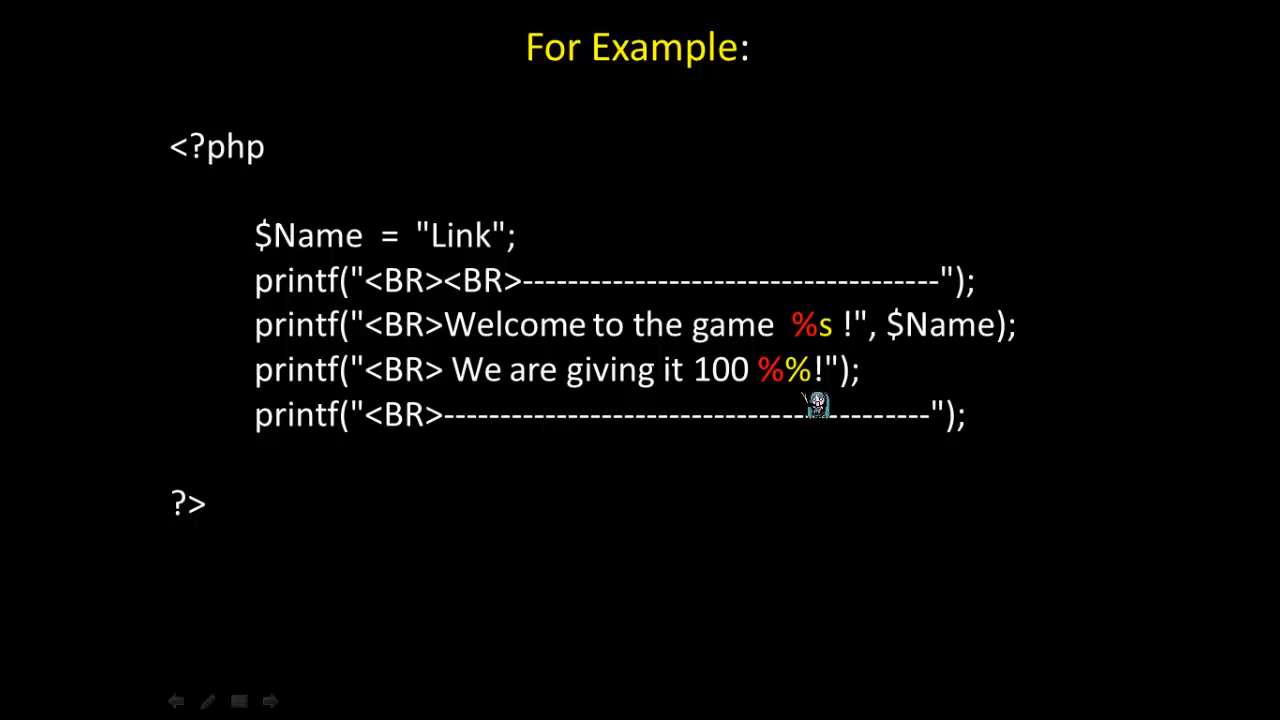 For Example:
<?php
$Name = "Link";
printf("<BR><BR>-------------------------------------");
printf("<BR>Welcome to the game %s !", $Name);
printf("<BR> We are giving it 100 %%!");
printf("<BR>-------------------------------------------");
?>